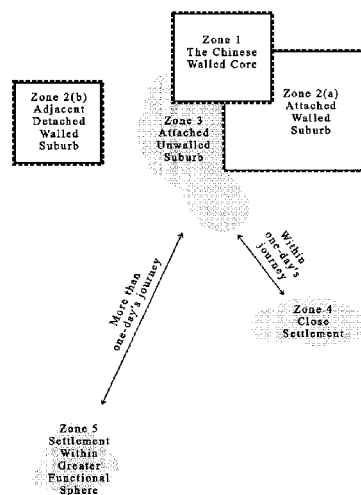 Zone 1
The Chinese
Walled Core
Zone 2(b)
Adjacent
Detached
Walled
Suburb
Zone 3
Attached
Unwalled
Suburb
Zone 2(a)
Attached
Walled
Suburb
Within
one-day's
journey
More than
one-day's journey
Zone 4
Close
Settlement
Zone 5
Settlement
Within
Greater
Functional
Sphere